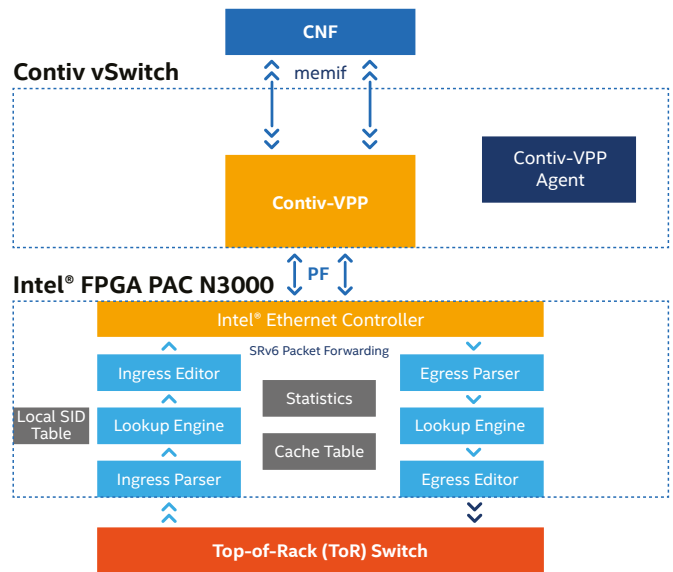 CNF
Contiv vSwitch
memif
Contiv-VPP
Contiv-VPP
Agent
Intel® FPGA PAC N3000
PF
Intel® Ethernet Controller
SRv6 Packet Forwarding
Ingress Editor
Egress Parser
Statistics
Local SID
Table
Lookup Engine
Lookup Engine
Cache Table
Ingress Parser
Egress Editor
Top-of-Rack (ToR) Switch